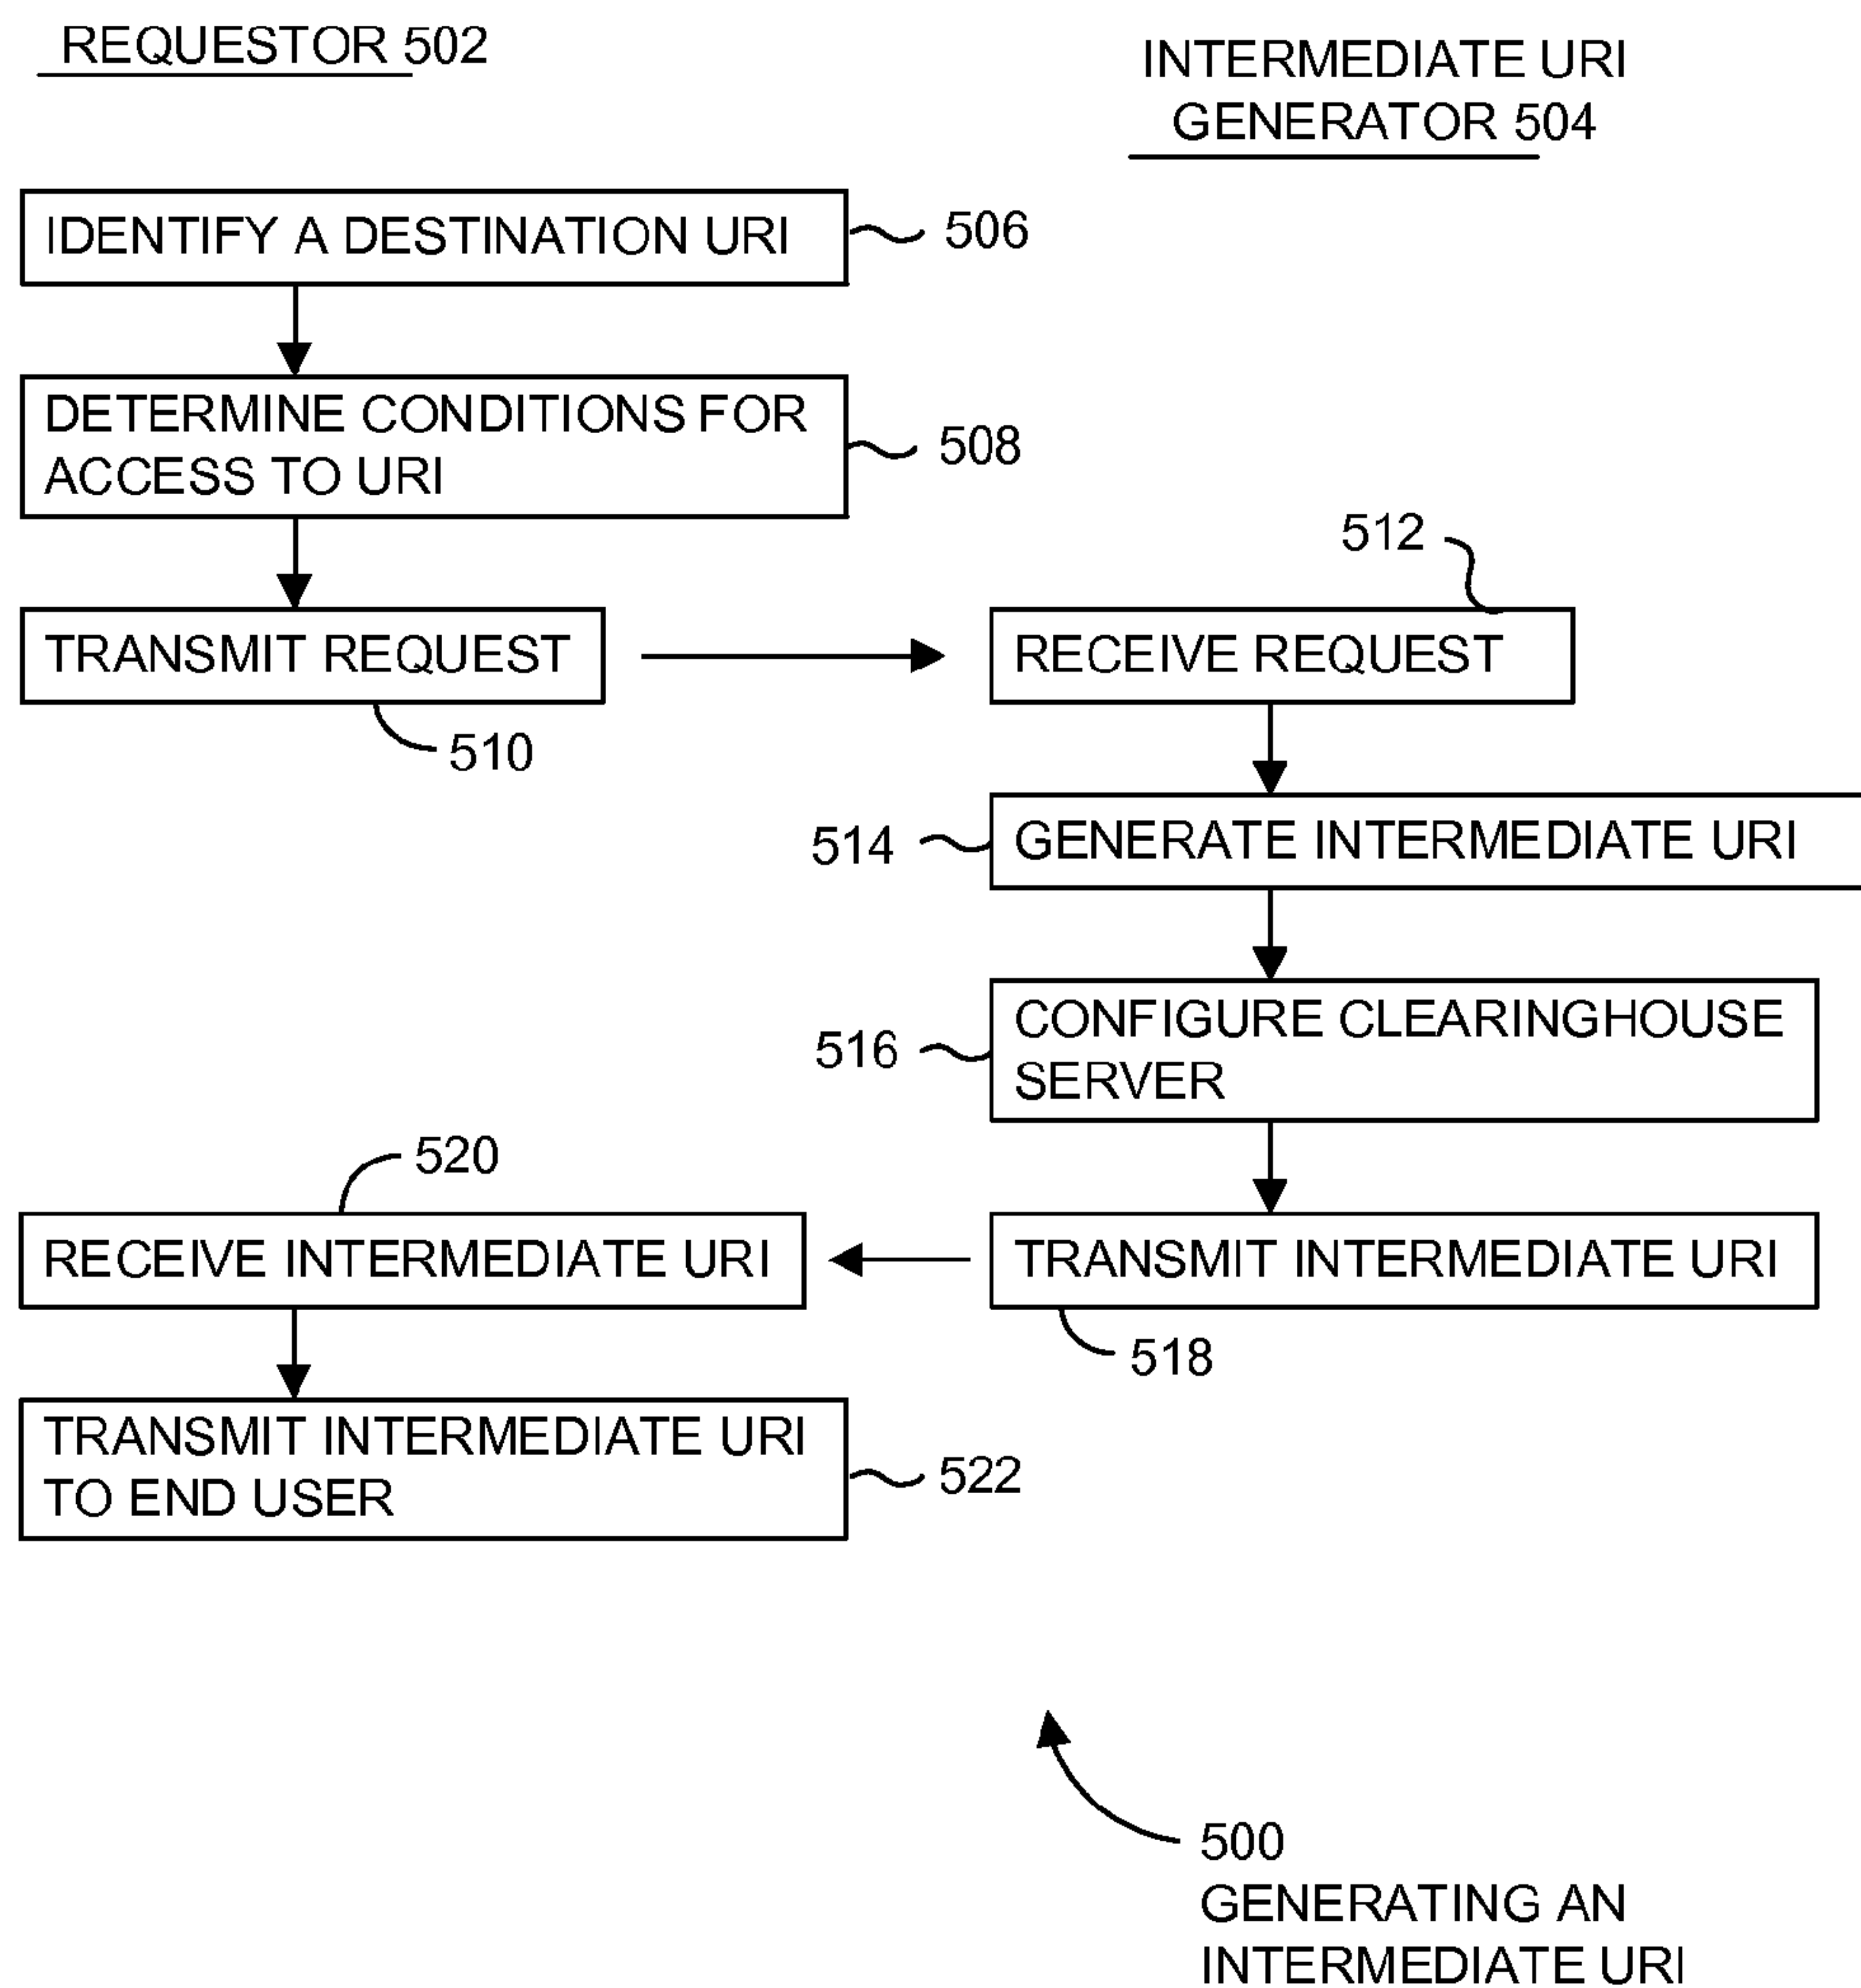 REQUESTOR 502
INTERMEDIATE URI
GENERATOR 504
IDENTIFY A DESTINATION URI
506
DETERMINE CONDITIONS FOR
ACCESS TO URI
508
512
TRANSMIT REQUEST
RECEIVE REQUEST
510
514
GENERATE INTERMEDIATE URI
516
CONFIGURE CLEARINGHOUSE
SERVER
520
RECEIVE INTERMEDIATE URI
TRANSMIT INTERMEDIATE URI
518
TRANSMIT INTERMEDIATE URI
TO END USER
522
500
GENERATING AN
INTERMEDIATE URI